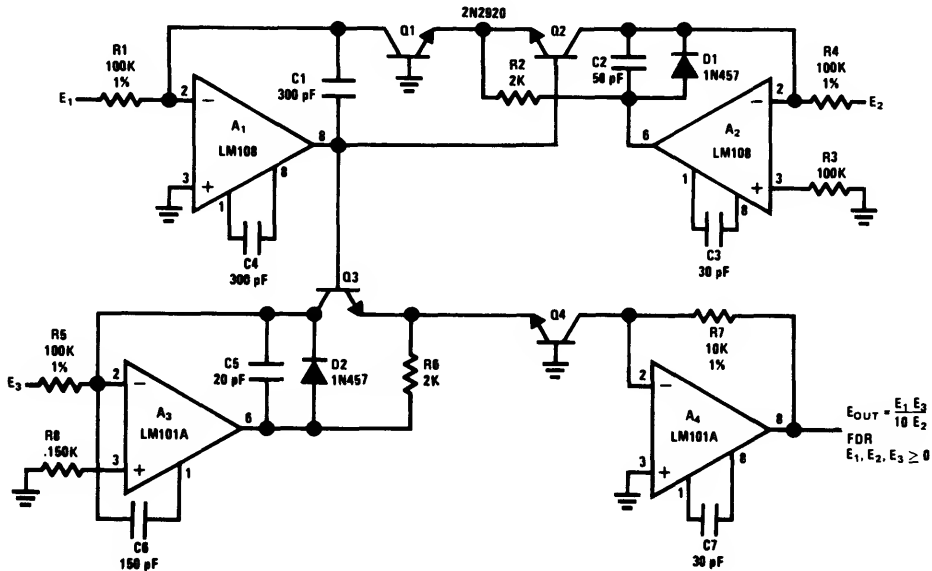 2N2920
Q1
Q2
R1
100K
1%
C1
300 pF
R2
2K
C2
50 pF
D1
1N457
R4
100K
1%
E1
2
−
A1
LM108
8
3
+
1
8
C4
300 pF
2
−
E2
6
A2
LM108
R3
100K
3
+
1
8
C3
30 pF
Q3
Q4
R5
100K
1%
E3
2
−
A3
LM101A
6
C5
20 pF
D2
1N457
R6
2K
R8
.150K
3
+
1
C6
150 pF
R7
10K
1%
2
−
A4
LM101A
8
3
+
1
8
C7
30 pF
EOUT = E1 E3
10 E2
FDR
E1, E2, E3 ≥ 0